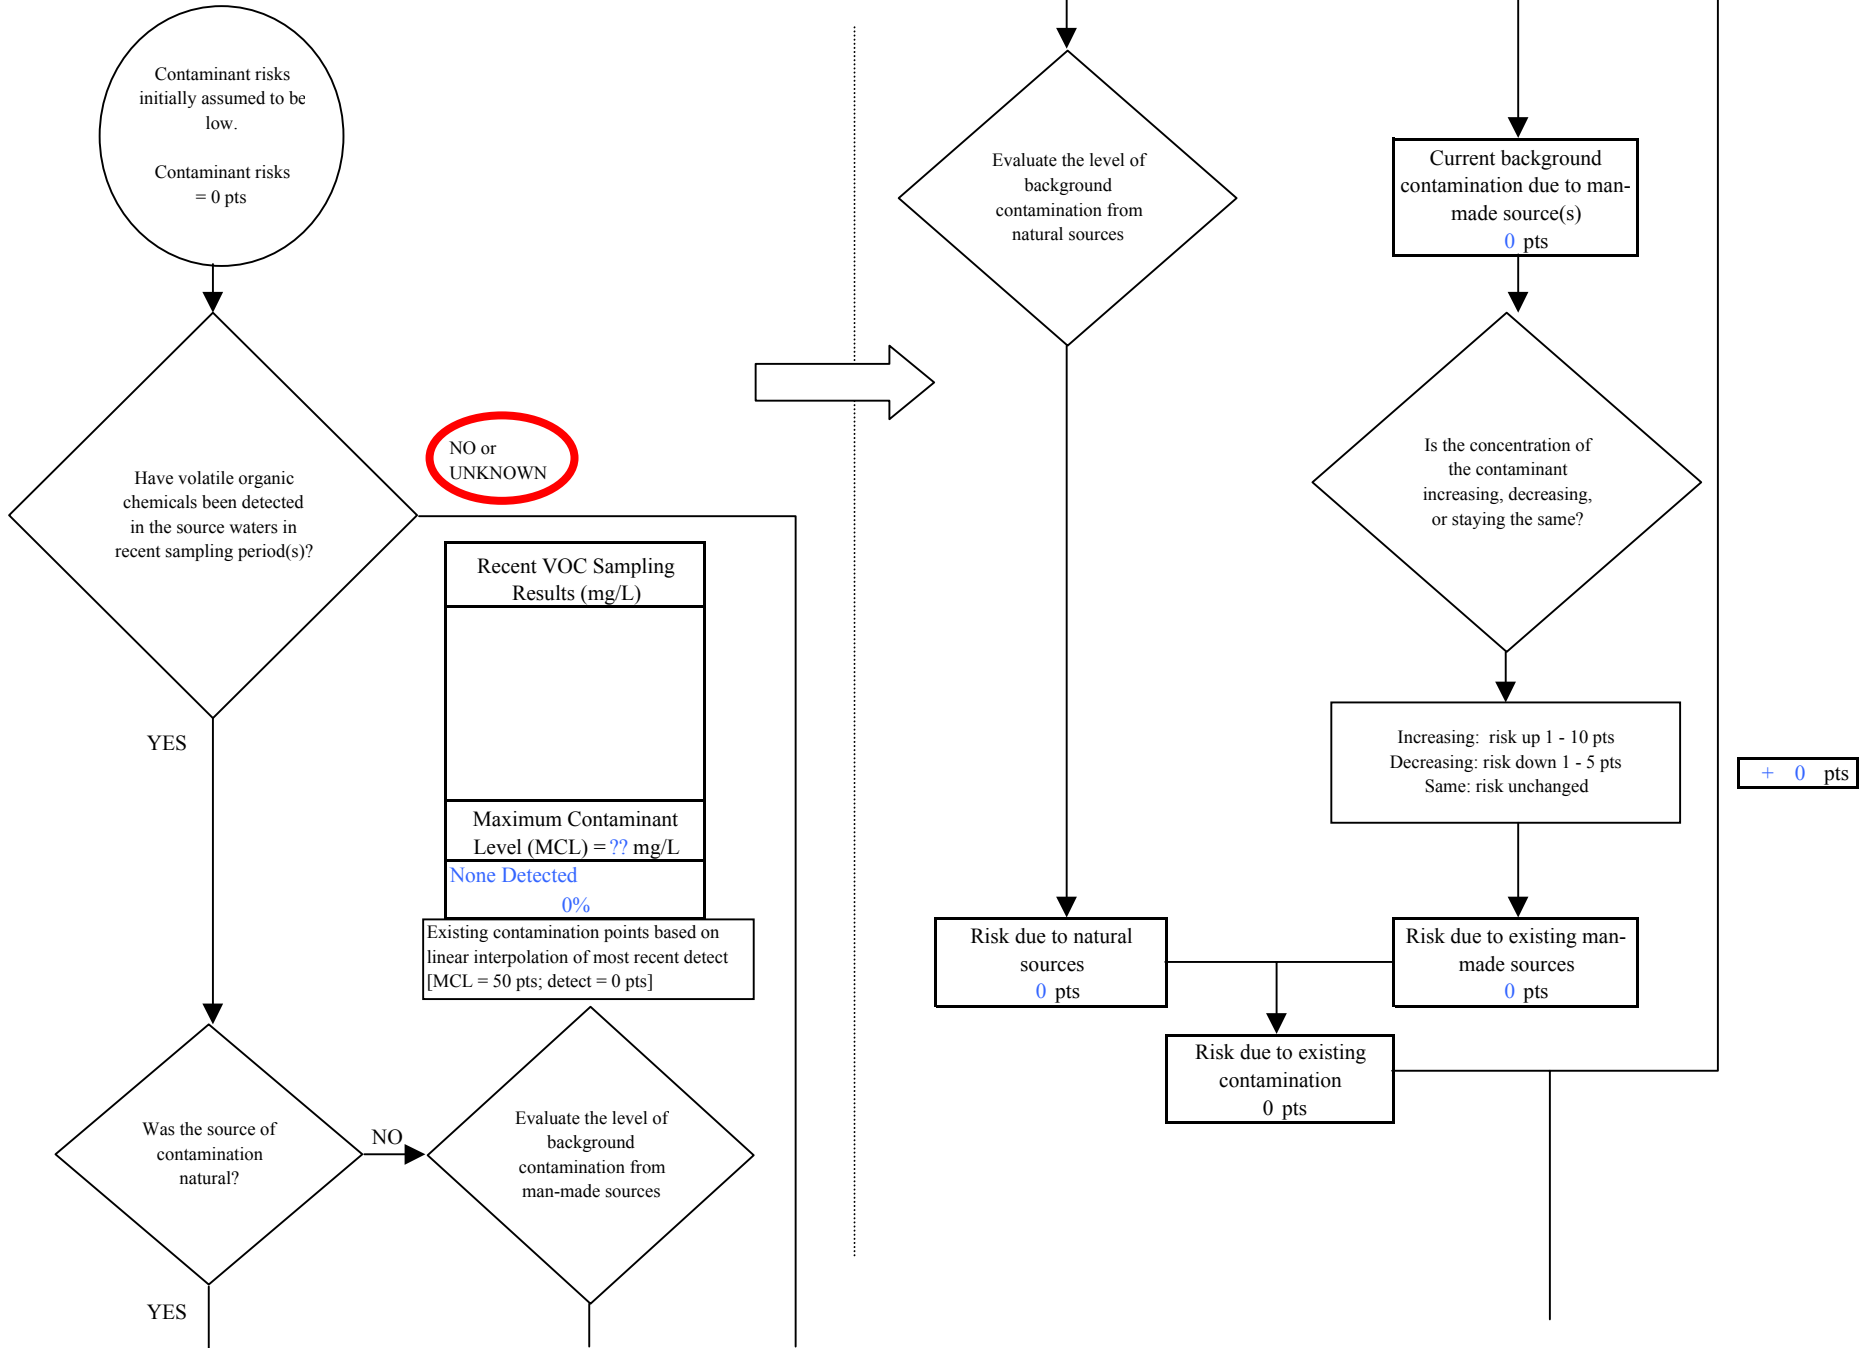 Contaminant risks
initially assumed to be
low.
Contaminant risks
= 0 pts
Have volatile organic
chemicals been detected
in the source waters in
recent sampling period(s)?
NO or
UNKNOWN
YES
Recent VOC Sampling
Results (mg/L)
Maximum Contaminant
Level (MCL) = ?? mg/L
None Detected
0%
Existing contamination points based on
linear interpolation of most recent detect
[MCL = 50 pts; detect = 0 pts]
Was the source of
contamination
natural?
NO
YES
Evaluate the level of
background
contamination from
man-made sources
Evaluate the level of
background
contamination from
natural sources
Current background
contamination due to man-
made source(s)
0 pts
Is the concentration of
the contaminant
increasing, decreasing,
or staying the same?
Increasing: risk up 1 - 10 pts
Decreasing: risk down 1 - 5 pts
Same: risk unchanged
+ 0 pts
Risk due to natural
sources
0 pts
Risk due to existing man-
made sources
0 pts
Risk due to existing
contamination
0 pts